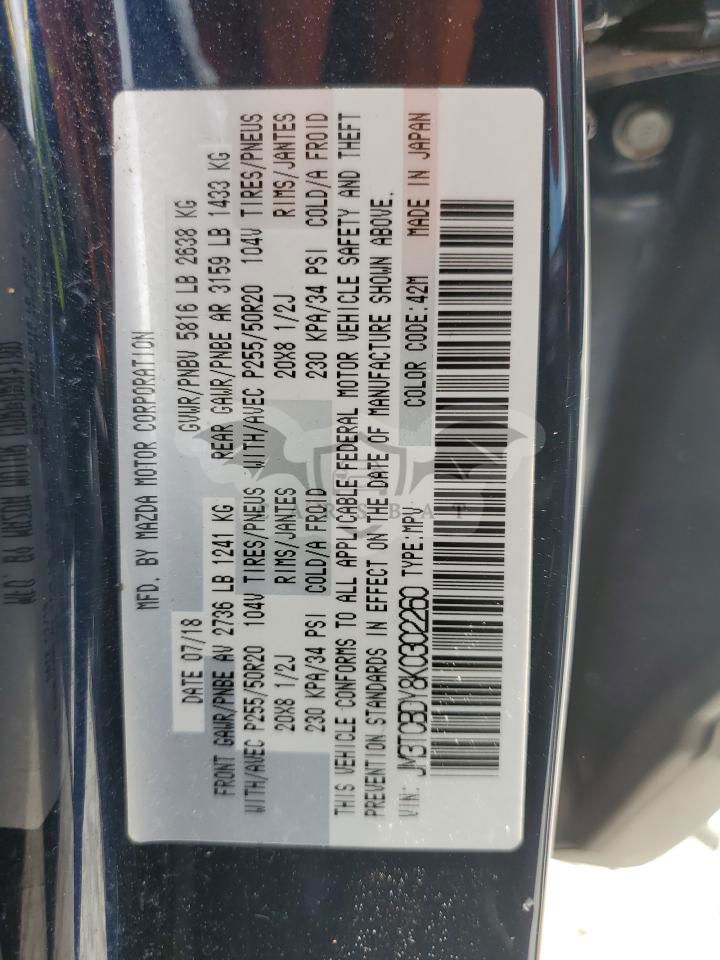 MFD. BY MAZDA MOTOR CORPORATION
DATE 07/18 GVWR/PNBV 5816 LB 2638 KG
FRONT GAWR/PNBE AV 2736 LB 1241 KG REAR GAWR/PNBE AR 3159 LB 1433 KG
WITH/AVEC P255/50R20 104V TIRES/PNEUS WITH/AVEC P255/50R20 104V TIRES/PNEUS
20X8 1/2J RIMS/JANTES 20X8 1/2J RIMS/JANTES
230 KPA/34 PSI COLD/A FROID 230 KPA/34 PSI COLD/A FROID
THIS VEHICLE CONFORMS TO ALL APPLICABLE FEDERAL MOTOR VEHICLE SAFETY AND THEFT
PREVENTION STANDARDS IN EFFECT ON THE DATE OF MANUFACTURE SHOWN ABOVE.
VIN: JM3TCBDY8K0302260 TYPE:MPV COLOR CODE:42M MADE IN JAPAN
CARSBAT